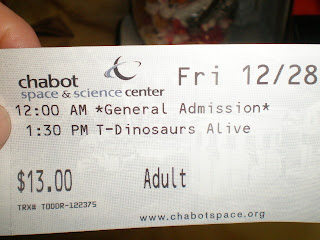 chabot Fri 12/28
space & science center
12:00 AM *General Admission*
1:30 PM T-Dinosaurs Alive
$13.00 Adult
TRX# TODDR-122375
www.chabotspace.org